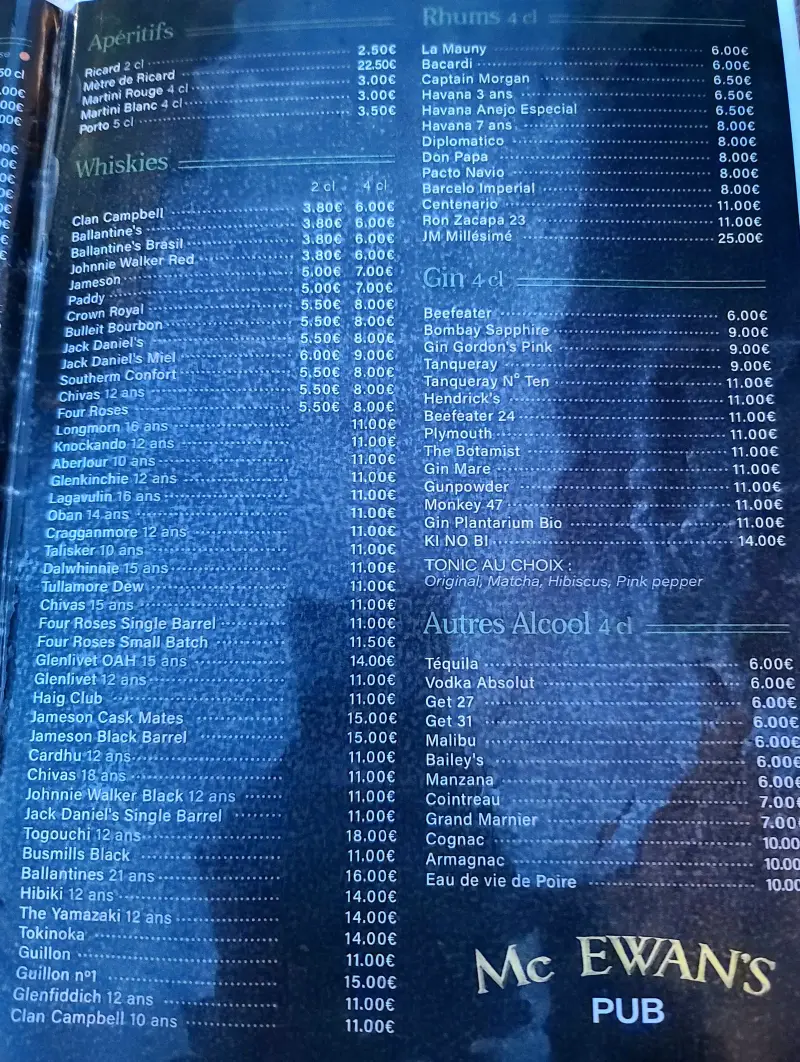 Apéritifs
Ricard 2 cl 2.50€
Mètre de Ricard 22.50€
Martini Rouge 4 cl 3.00€
Martini Blanc 4 cl 3.00€
Porto 5 cl 3.50€
Whiskies
2 cl 4 cl
Clan Campbell 3.80€ 6.00€
Ballantine's 3.80€ 6.00€
Ballantine's Brasil 3.80€ 6.00€
Johnnie Walker Red 3.80€ 6.00€
Jameson 5.00€ 7.00€
Paddy 5.00€ 7.00€
Crown Royal 5.50€ 8.00€
Bulleit Bourbon 5.50€ 8.00€
Jack Daniel's 5.50€ 8.00€
Jack Daniel's Miel 6.00€ 9.00€
Southerm Confort 5.50€ 8.00€
Chivas 12 ans 5.50€ 8.00€
Four Roses 5.50€ 8.00€
Longmorn 16 ans 11.00€
Knockando 12 ans 11.00€
Aberlour 10 ans 11.00€
Glenkinchie 12 ans 11.00€
Lagavulin 16 ans 11.00€
Oban 14 ans 11.00€
Cragganmore 12 ans 11.00€
Talisker 10 ans 11.00€
Dalwhinnie 15 ans 11.00€
Tullamore Dew 11.00€
Chivas 15 ans 11.00€
Four Roses Single Barrel 11.00€
Four Roses Small Batch 11.50€
Glenlivet OAH 15 ans 14.00€
Glenlivet 12 ans 11.00€
Haig Club 11.00€
Jameson Cask Mates 15.00€
Jameson Black Barrel 15.00€
Cardhu 12 ans 11.00€
Chivas 18 ans 11.00€
Johnnie Walker Black 12 ans 11.00€
Jack Daniel's Single Barrel 11.00€
Togouchi 12 ans 18.00€
Busmills Black 11.00€
Ballantines 21 ans 16.00€
Hibiki 12 ans 14.00€
The Yamazaki 12 ans 14.00€
Tokinoka 14.00€
Guillon 11.00€
Guillon n°1 15.00€
Glenfiddich 12 ans 11.00€
Clan Campbell 10 ans 11.00€
Rhums 4 cl
La Mauny 6.00€
Bacardi 6.00€
Captain Morgan 6.50€
Havana 3 ans 6.50€
Havana Anejo Especial 6.50€
Havana 7 ans 8.00€
Diplomatico 8.00€
Don Papa 8.00€
Pacto Navio 8.00€
Barcelo Imperial 8.00€
Centenario 11.00€
Ron Zacapa 23 11.00€
JM Millésimé 25.00€
Gin 4 cl
Beefeater 6.00€
Bombay Sapphire 9.00€
Gin Gordon's Pink 9.00€
Tanqueray 9.00€
Tanqueray N° Ten 11.00€
Hendrick's 11.00€
Beefeater 24 11.00€
Plymouth 11.00€
The Botamist 11.00€
Gin Mare 11.00€
Gunpowder 11.00€
Monkey 47 11.00€
Gin Plantarium Bio 11.00€
KI NO BI 14.00€
TONIC AU CHOIX :
Original, Matcha, Hibiscus, Pink pepper
Autres Alcool 4 cl
Téquila 6.00€
Vodka Absolut 6.00€
Get 27 6.00€
Get 31 6.00€
Malibu 6.00€
Bailey's 6.00€
Manzana 6.00€
Cointreau 7.00€
Grand Marnier 7.00€
Cognac 10.00
Armagnac 10.00
Eau de vie de Poire 10.00
Mc EWAN'S
PUB